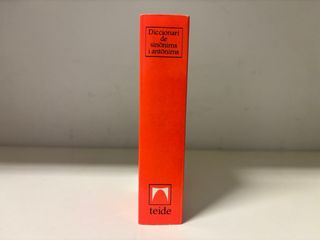 Diccionari
de
sinònims
i antònims
teide